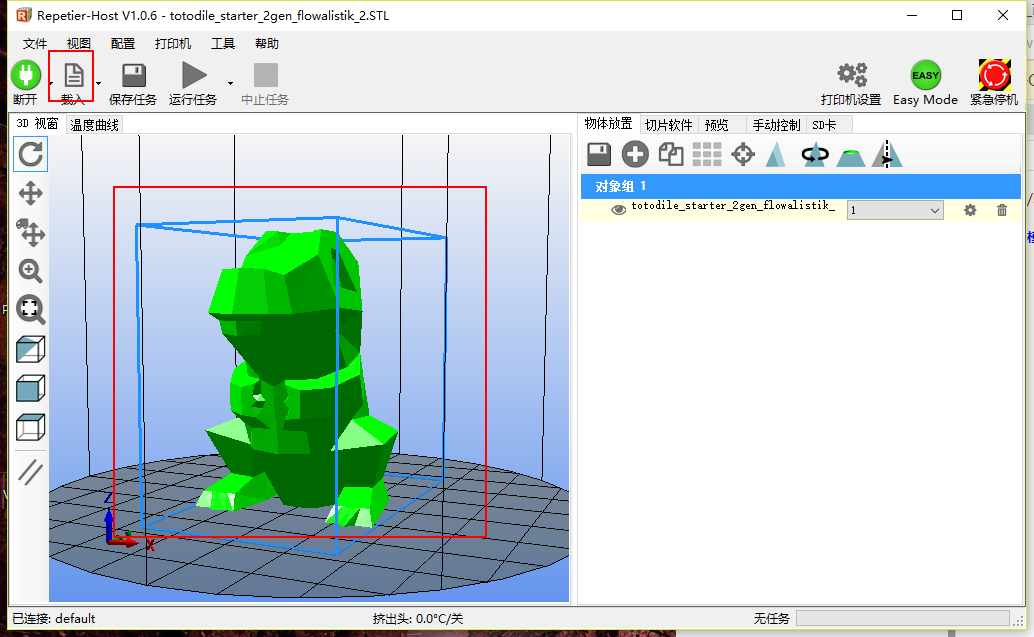 Repetier-Host V1.0.6 - totodile_starter_2gen_flowalistik_2.STL
文件 视图 配置 打印机 工具 帮助
断开 载入 保存任务 运行任务 中止任务 打印机设置 Easy Mode 紧急停机
EASY
3D 视窗 温度曲线
物体放置 切片软件 预览 手动控制 SD卡
对象组 1
totodile_starter_2gen_flowalistik_ 1
Z
X
已连接: default 挤出头: 0.0°C/关 无任务